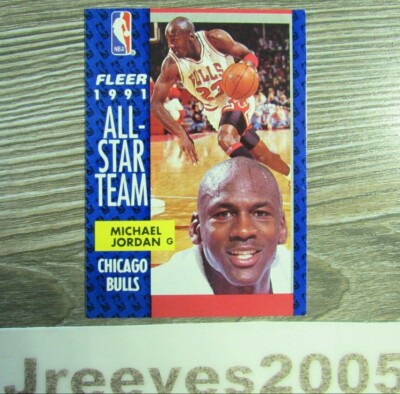 NBA
FLEER
1991
ALL-
STAR
TEAM
MICHAEL
JORDAN G
CHICAGO
BULLS
BULLS
23
Jreeves2005